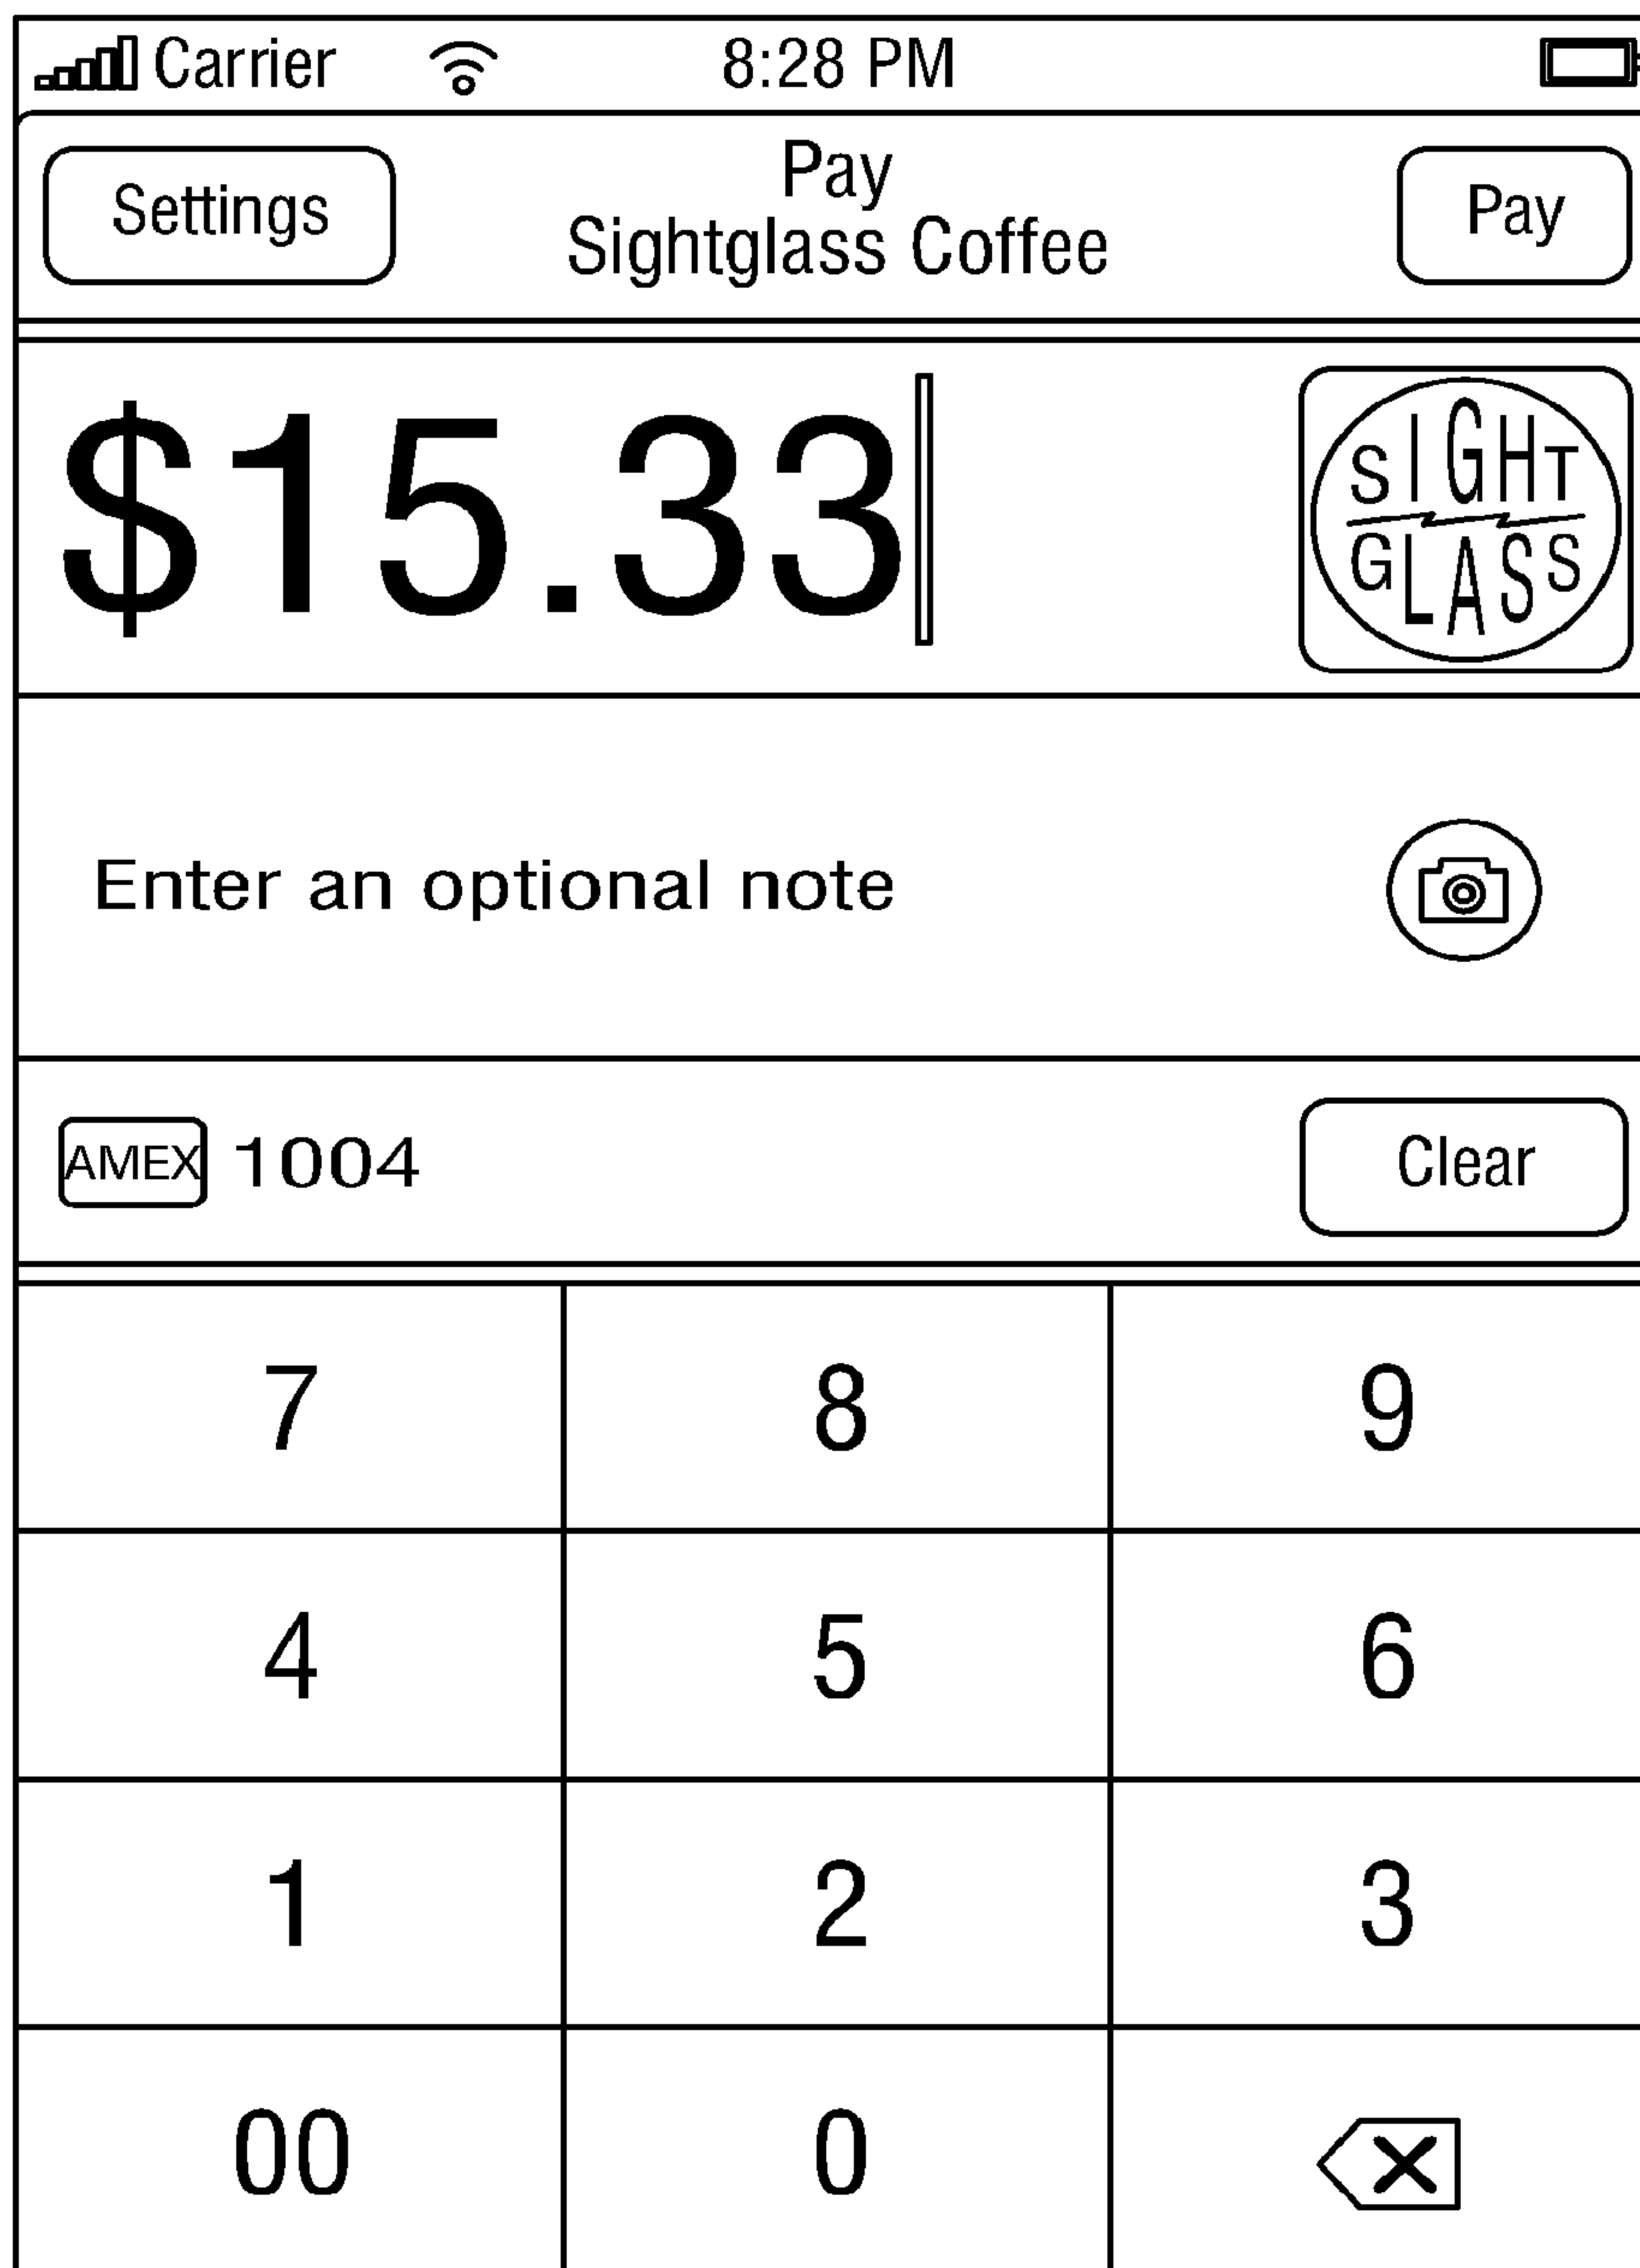 Carrier 8:28 PM
Settings
Pay
Sightglass Coffee
Pay
$15.33
SIGHT
GLASS
Enter an optional note
AMEX 1004
Clear
7 8 9
4 5 6
1 2 3
00 0